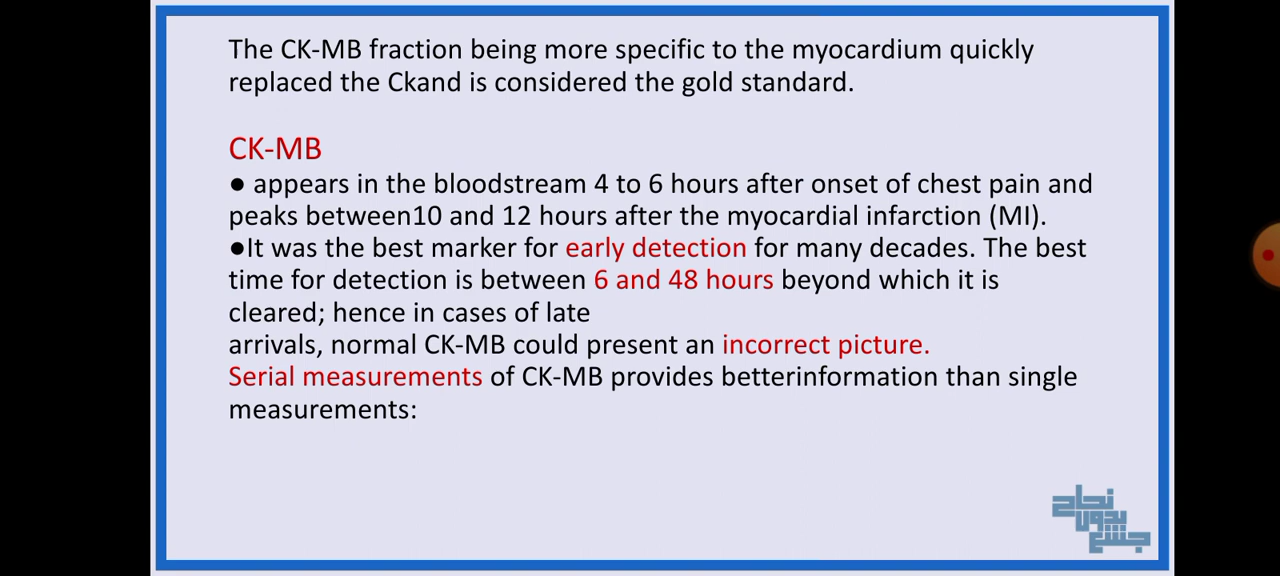 The CK-MB fraction being more specific to the myocardium quickly
replaced the Ckand is considered the gold standard.
CK-MB
● appears in the bloodstream 4 to 6 hours after onset of chest pain and
peaks between10 and 12 hours after the myocardial infarction (MI).
●It was the best marker for early detection for many decades. The best
time for detection is between 6 and 48 hours beyond which it is
cleared; hence in cases of late
arrivals, normal CK-MB could present an incorrect picture.
Serial measurements of CK-MB provides betterinformation than single
measurements:
نجاح
بدون
جشع